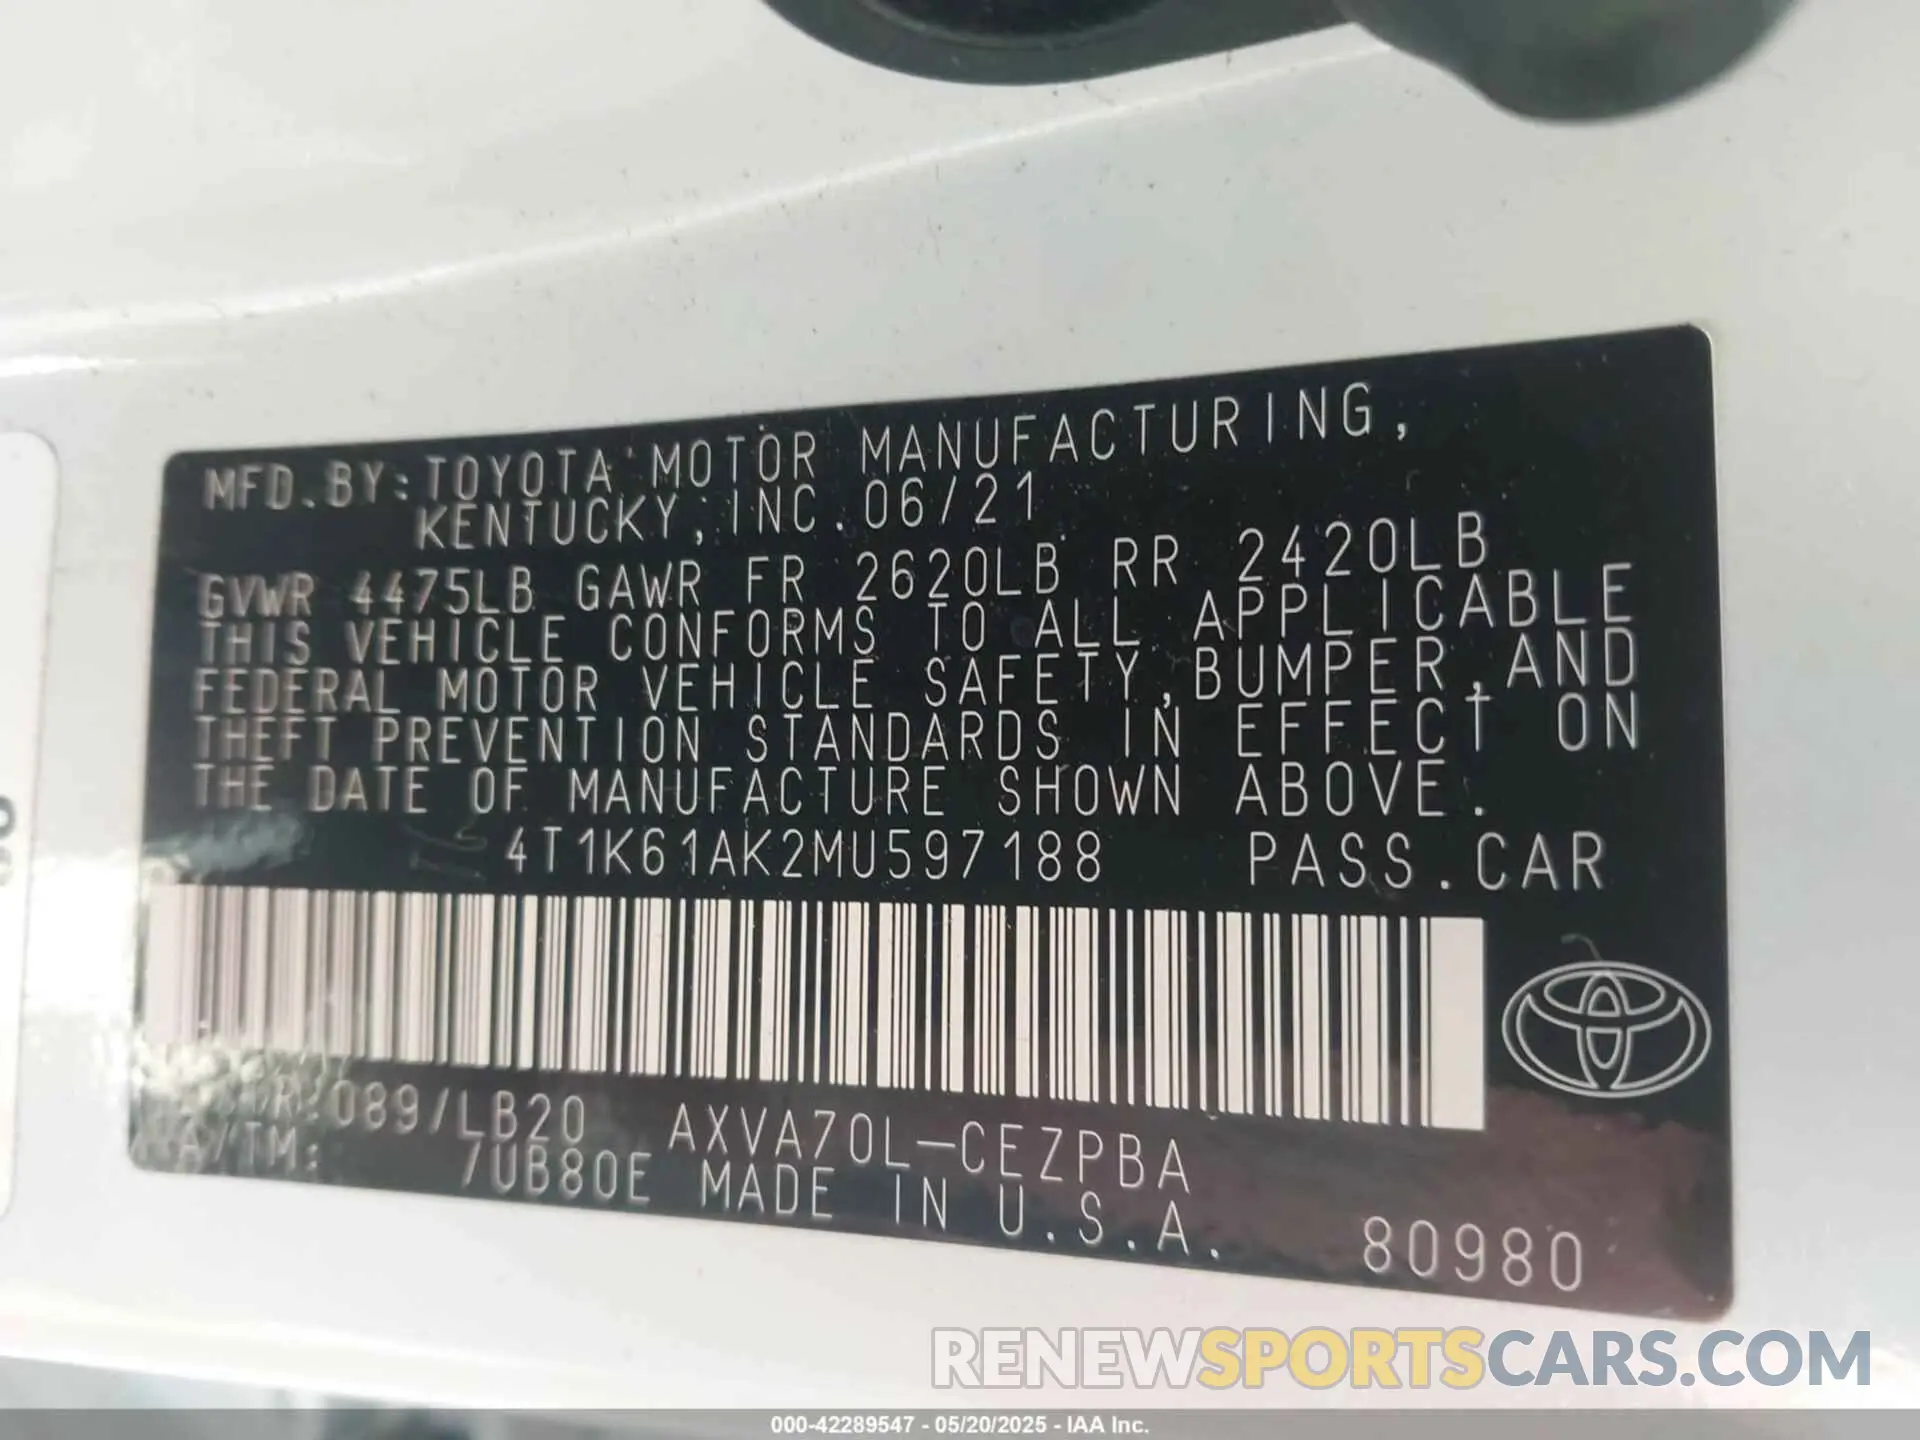 MFD.BY:TOYOTA MOTOR MANUFACTURING,
KENTUCKY, INC. 06/21
GVWR 4475LB GAWR FR 2620LB RR 2420LB
THIS VEHICLE CONFORMS TO ALL APPLICABLE
FEDERAL MOTOR VEHICLE SAFETY,BUMPER,AND
THEFT PREVENTION STANDARDS IN EFFECT ON
THE DATE OF MANUFACTURE SHOWN ABOVE.
4T1K61AK2MU597188 PASS.CAR
089/LB20 AXVA70L-CEZPBA
/TM: 7UB80E MADE IN U.S.A.
80980
RENEWSPORTSCARS.COM
000-42289547 - 05/20/2025 - IAA Inc.